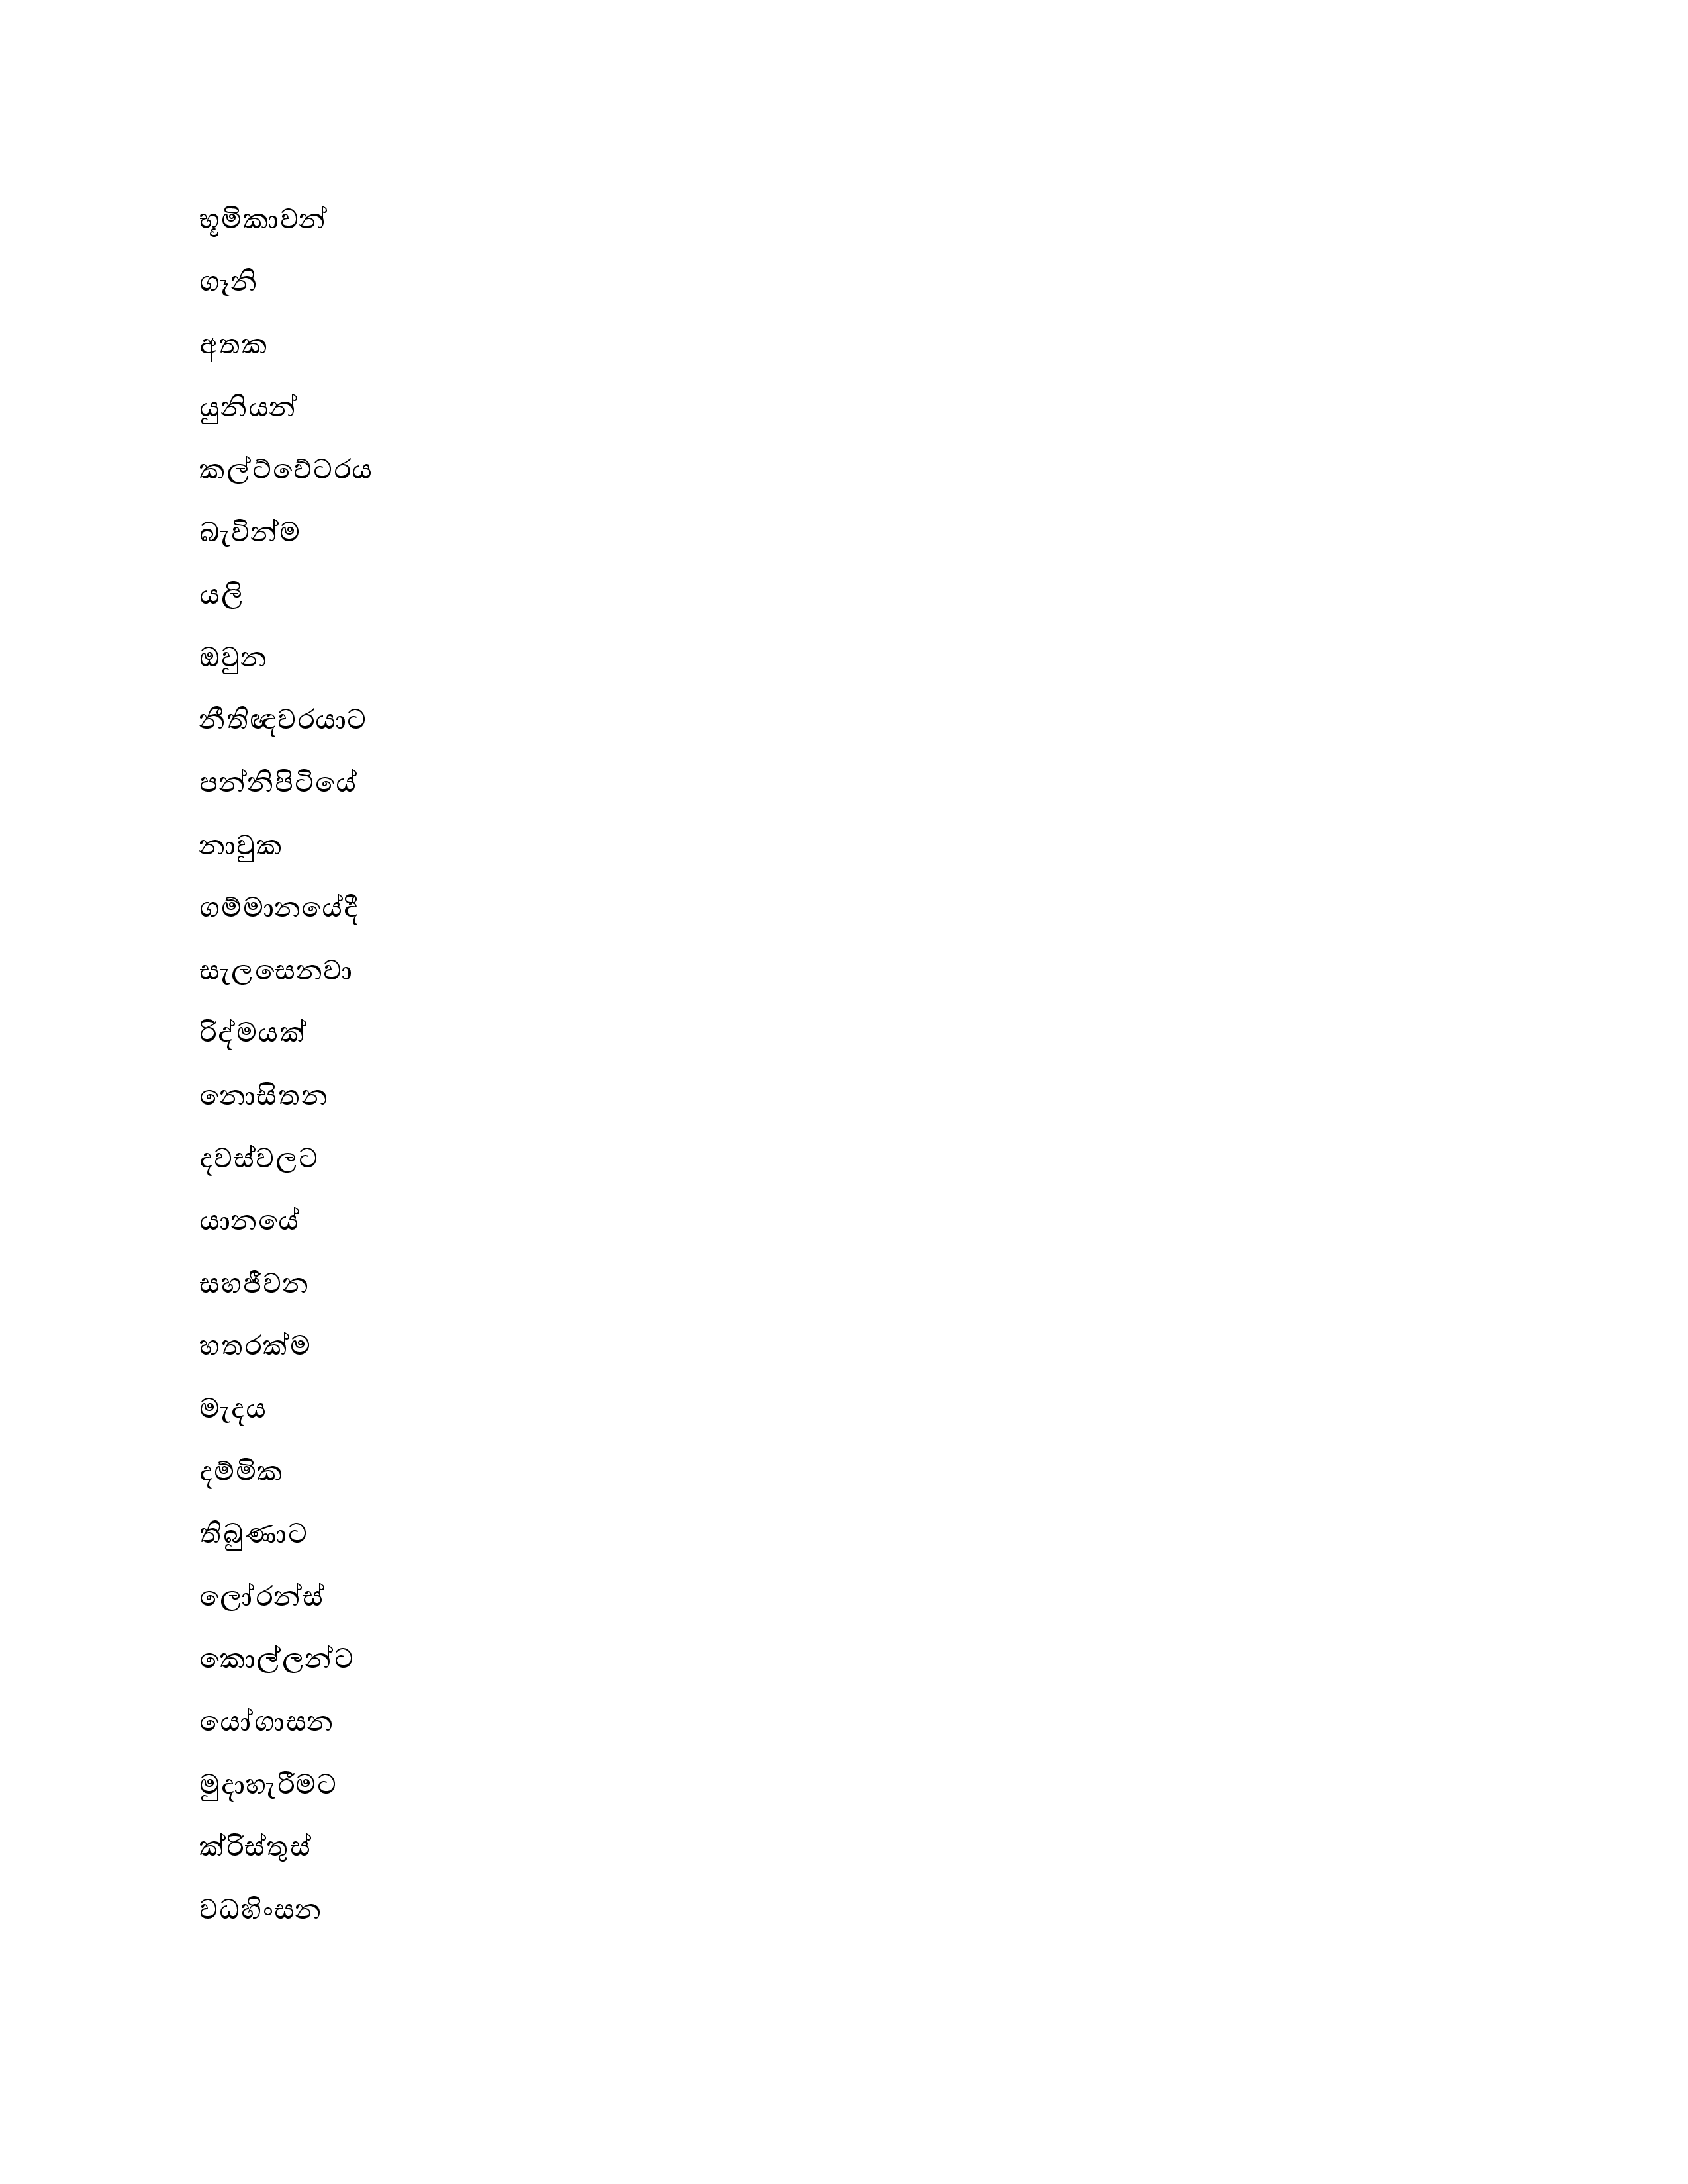 භූමිකාවන්
ගෑනි
අතක
යුනියන්
කල්ට්වේටරය
බැවින්ම
යලි
ඔවුන
නීතිඥවරයාට
පන්නිපිටියේ
නාවුක
ගම්මානයේදී
සැලසෙනවා
රිද්මයක්
නොසිතන
දවස්වලට
යානයේ
සහජීවන
හතරක්ම
මැදය
දම්මික
තිබුණාට
ලෝරන්ස්
කොල්ලන්ට
යෝගාසන
මුදාහැරීමට
ක්රිස්තුස්
වධහිංසන